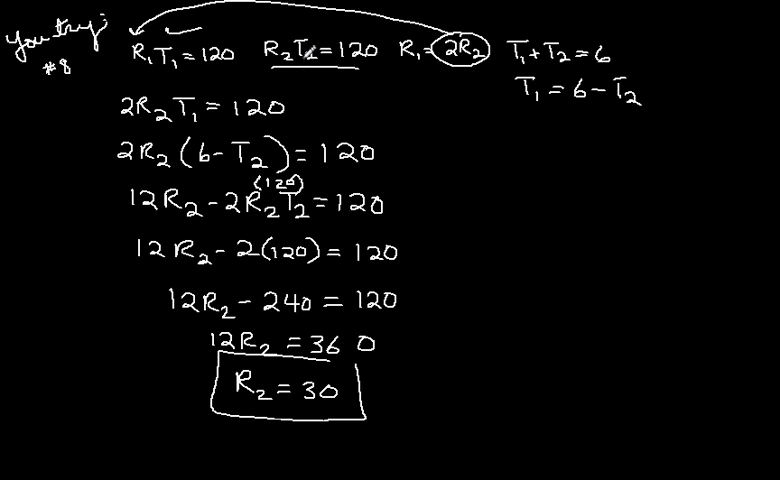 You try:
#8
R₁T₁ = 120 R₂T₂ = 120 R₁ = 2R₂ T₁ + T₂ = 6
T₁ = 6 - T₂
2R₂T₁ = 120
2R₂(6 - T₂) = 120
(120)
12R₂ - 2R₂T₂ = 120
12R₂ - 2(120) = 120
12R₂ - 240 = 120
12R₂ = 360
R₂ = 30